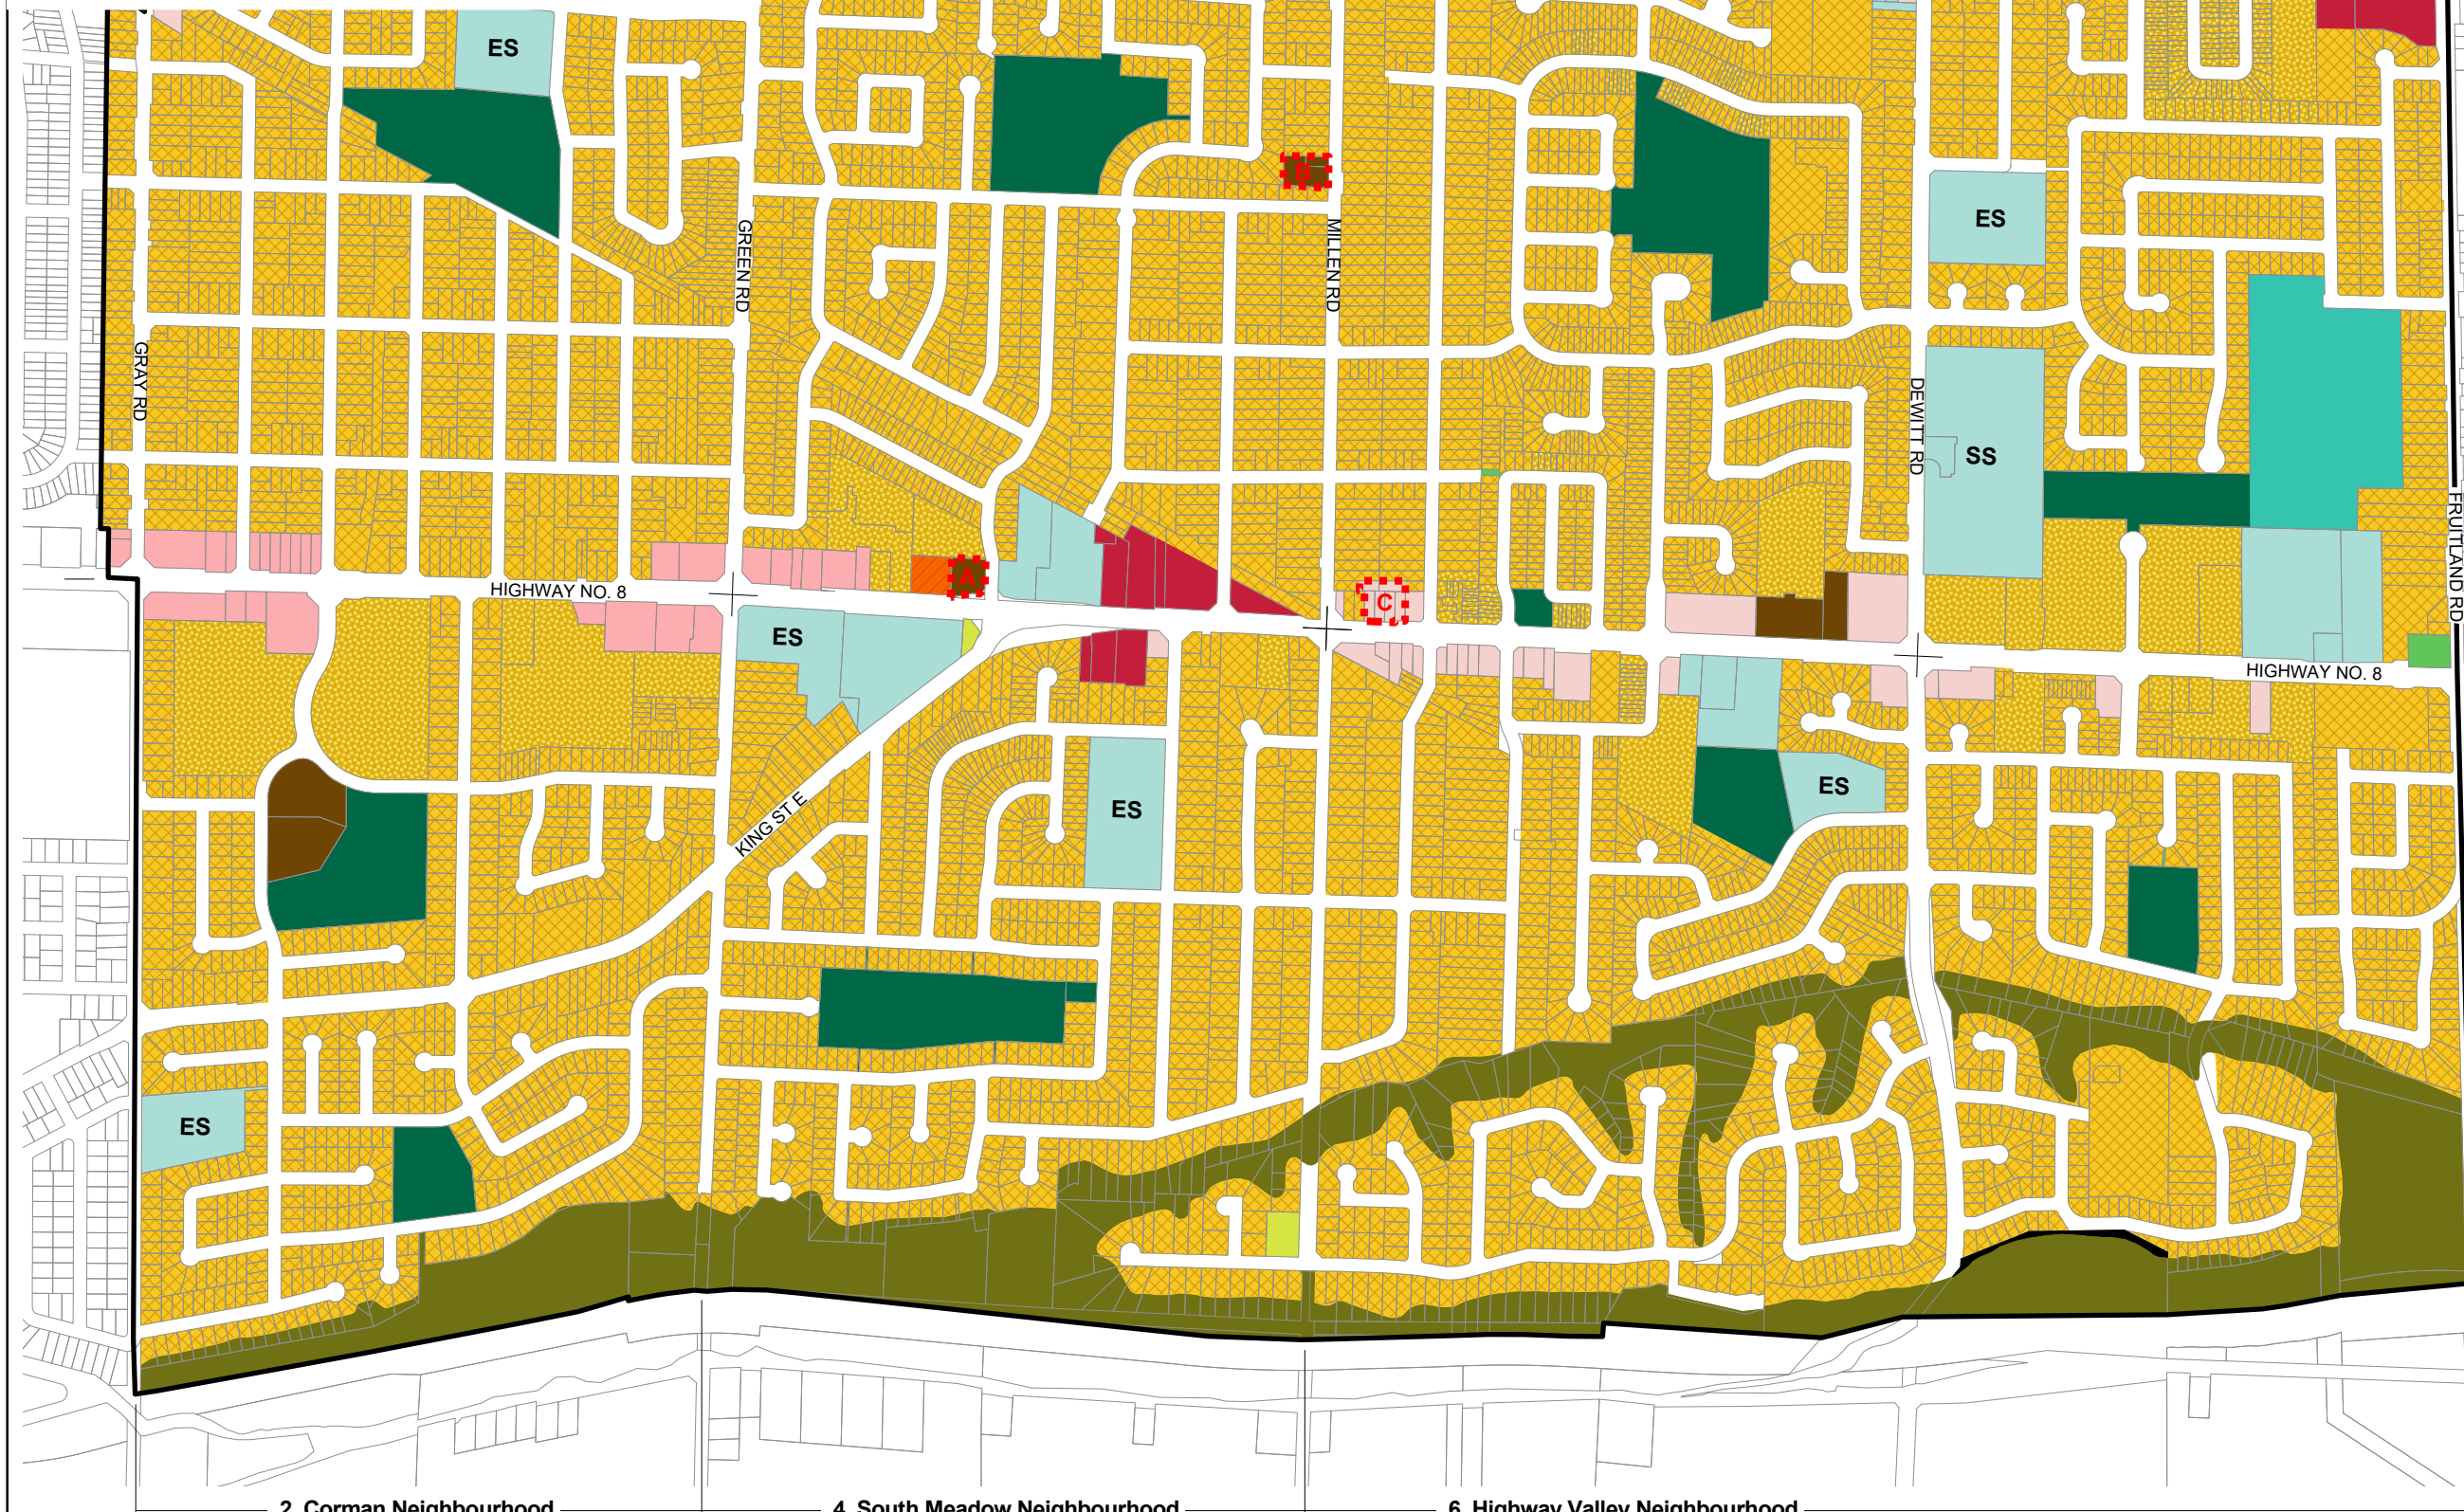 ES
B
GREEN RD
MILLEN RD
ES
GRAY RD
DEWITT RD
SS
FRUITLAND RD
A
HIGHWAY NO. 8
C
ES
HIGHWAY NO. 8
ES
ES
KING ST E
ES
2. Corman Neighbourhood
4. South Meadow Neighbourhood
6. Highway Valley Neighbourhood